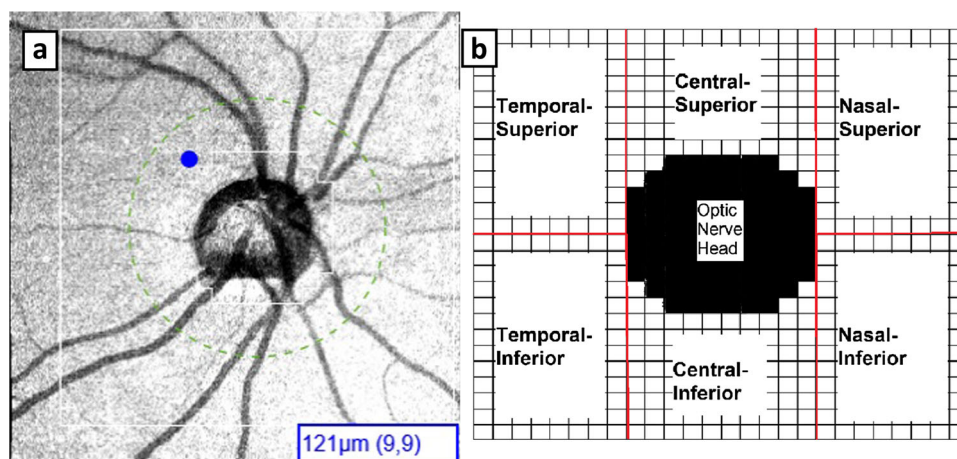 a
121µm (9,9)
b
Temporal-
Superior
Central-
Superior
Nasal-
Superior
Optic
Nerve
Head
Temporal-
Inferior
Central-
Inferior
Nasal-
Inferior